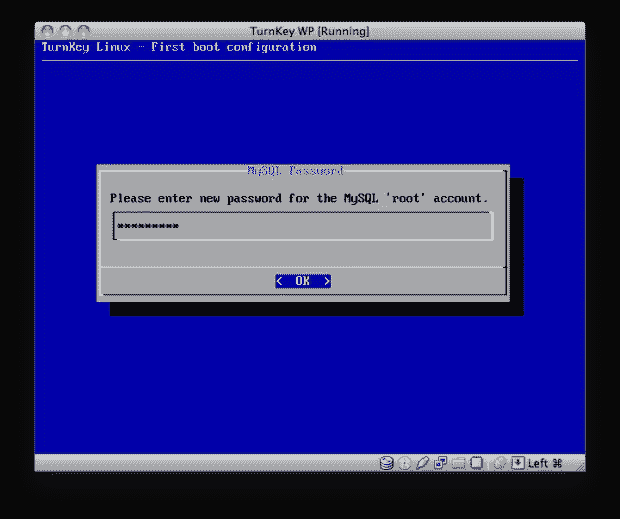 TurnKey WP [Running]
TurnKey Linux - First boot configuration
MySQL Password
Please enter new password for the MySQL 'root' account.
*********
< OK >
Left ⌘